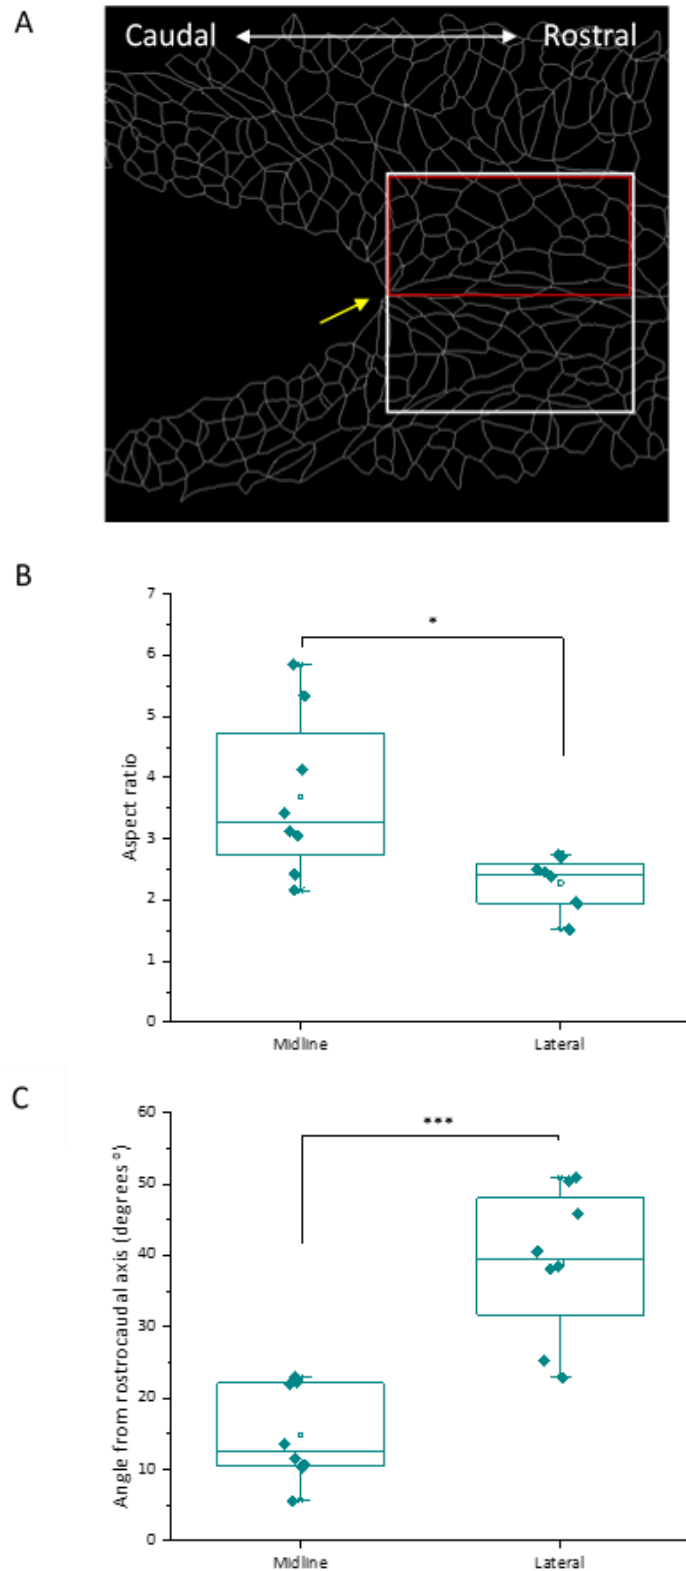 A
Caudal
Rostral
B
7
6
5
4
3
2
1
0
Aspect ratio
*
Midline
Lateral
C
60
50
40
30
20
10
0
Angle from rostrocaudal axis (degrees °)
***
Midline
Lateral